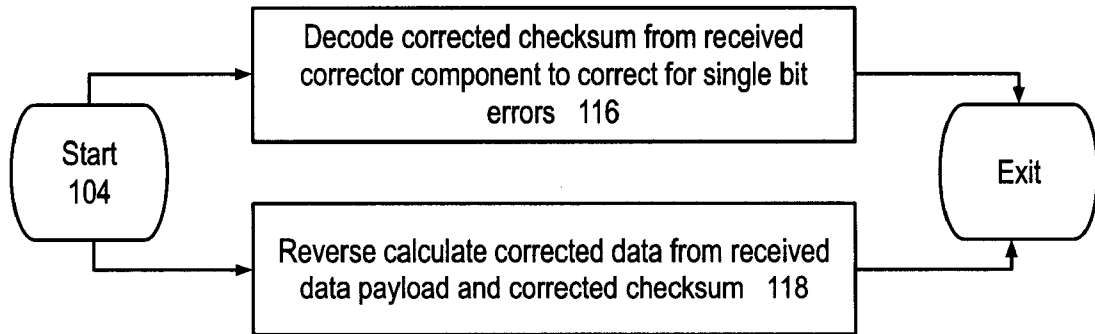 Decode corrected checksum from received
corrector component to correct for single bit
errors 116
Start
104
Exit
Reverse calculate corrected data from received
data payload and corrected checksum 118